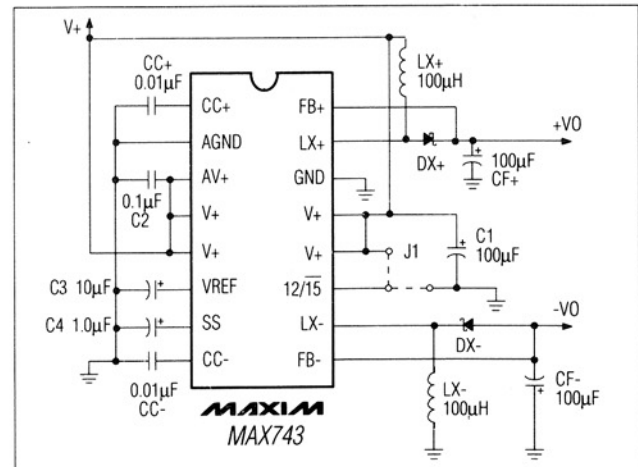 V+
CC+
0.01µF
CC+
AGND
AV+
0.1µF
C2
V+
V+
C3 10µF
VREF
C4 1.0µF
SS
CC-
0.01µF
CC-
LX+
100µH
FB+
LX+
DX+
+VO
100µF
CF+
GND
V+
V+
J1
C1
100µF
12/1̅5̅
LX-
-VO
DX-
FB-
LX-
100µH
CF-
100µF
MAXIM
MAX743